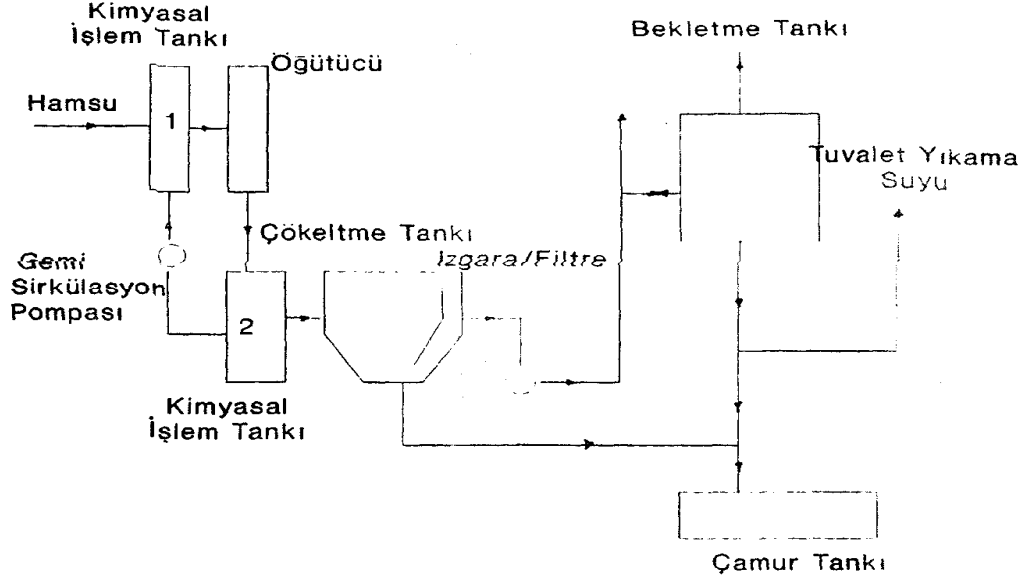 Kimyasal
İşlem Tankı
Öğütücü
Hamsu
1
Bekletme Tankı
Tuvalet Yıkama
Suyu
Çökeltme Tankı
Izgara/Filtre
Gemi
Sirkülasyon
Pompası
2
Kimyasal
İşlem Tankı
Çamur Tankı